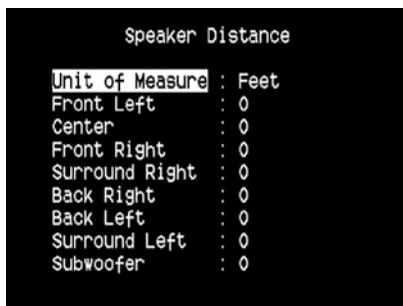 Speaker Distance
Unit of Measure : Feet
Front Left : 0
Center : 0
Front Right : 0
Surround Right : 0
Back Right : 0
Back Left : 0
Surround Left : 0
Subwoofer : 0